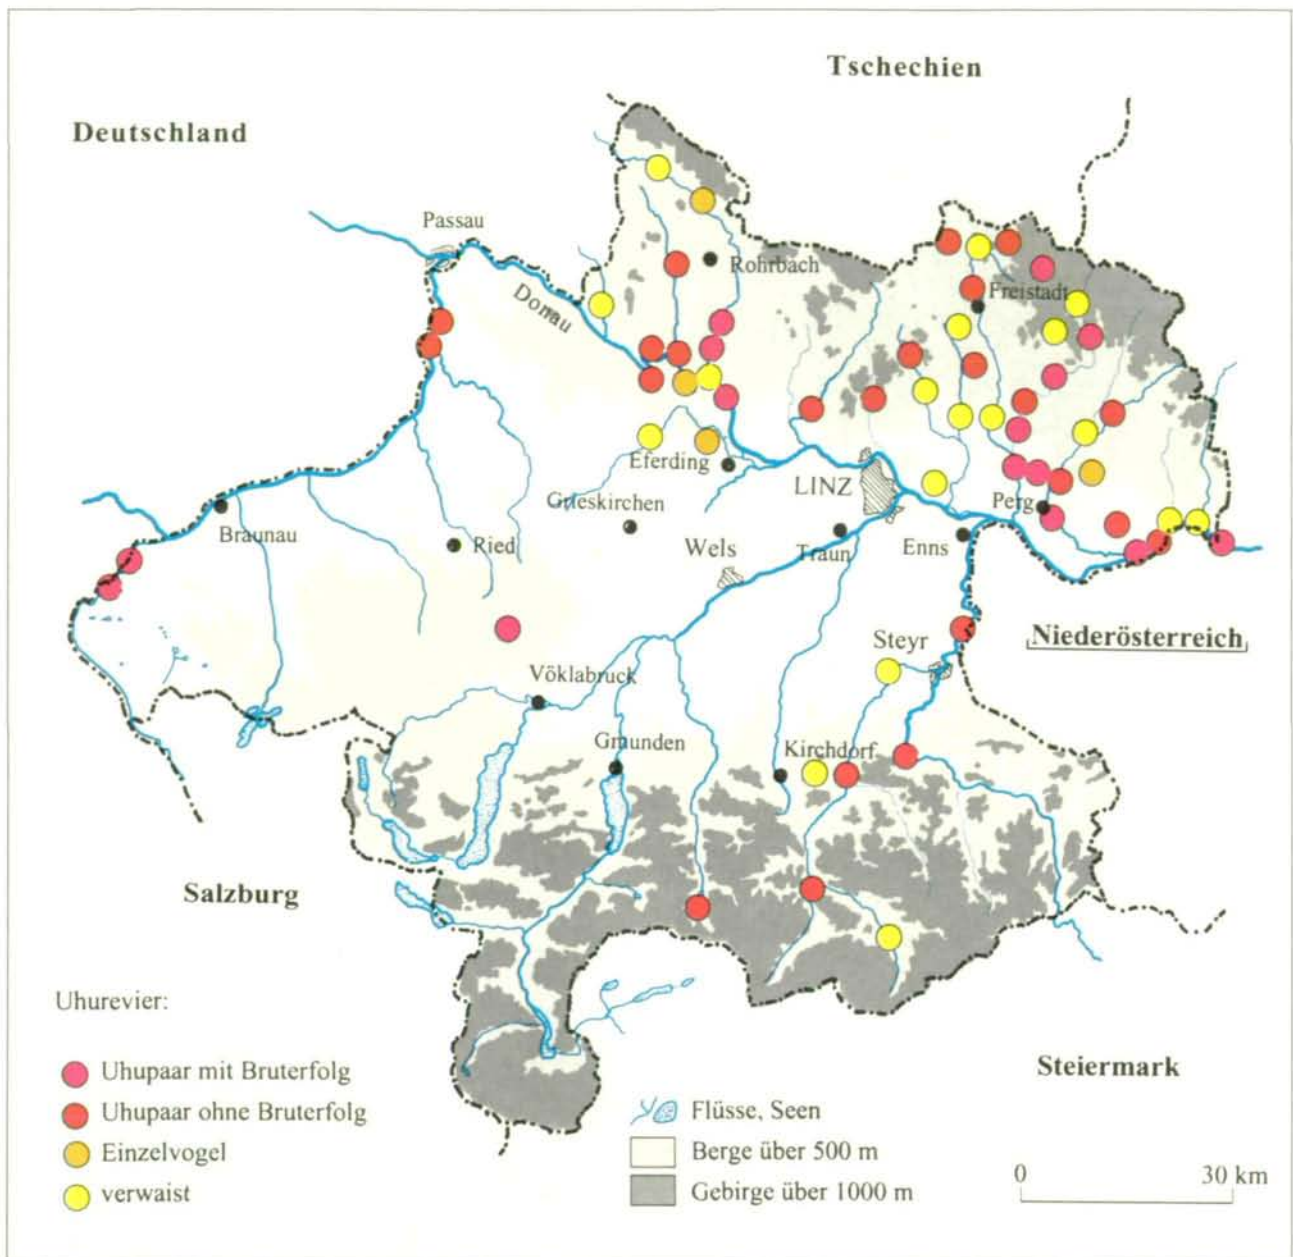 Tschechien
Deutschland
Passau
Rohrbach
Donau
Freistadt
Eferding
LINZ
Grieskirchen
Perg
Braunau
Ried
Wels
Traun
Enns
Steyr
Niederösterreich
Vöklabruck
Gmunden
Kirchdorf
Salzburg
Uhurevier:
Steiermark
Uhupaar mit Bruterfolg
Uhupaar ohne Bruterfolg
Flüsse, Seen
Einzelvogel
Berge über 500 m
verwaist
Gebirge über 1000 m
0 30 km